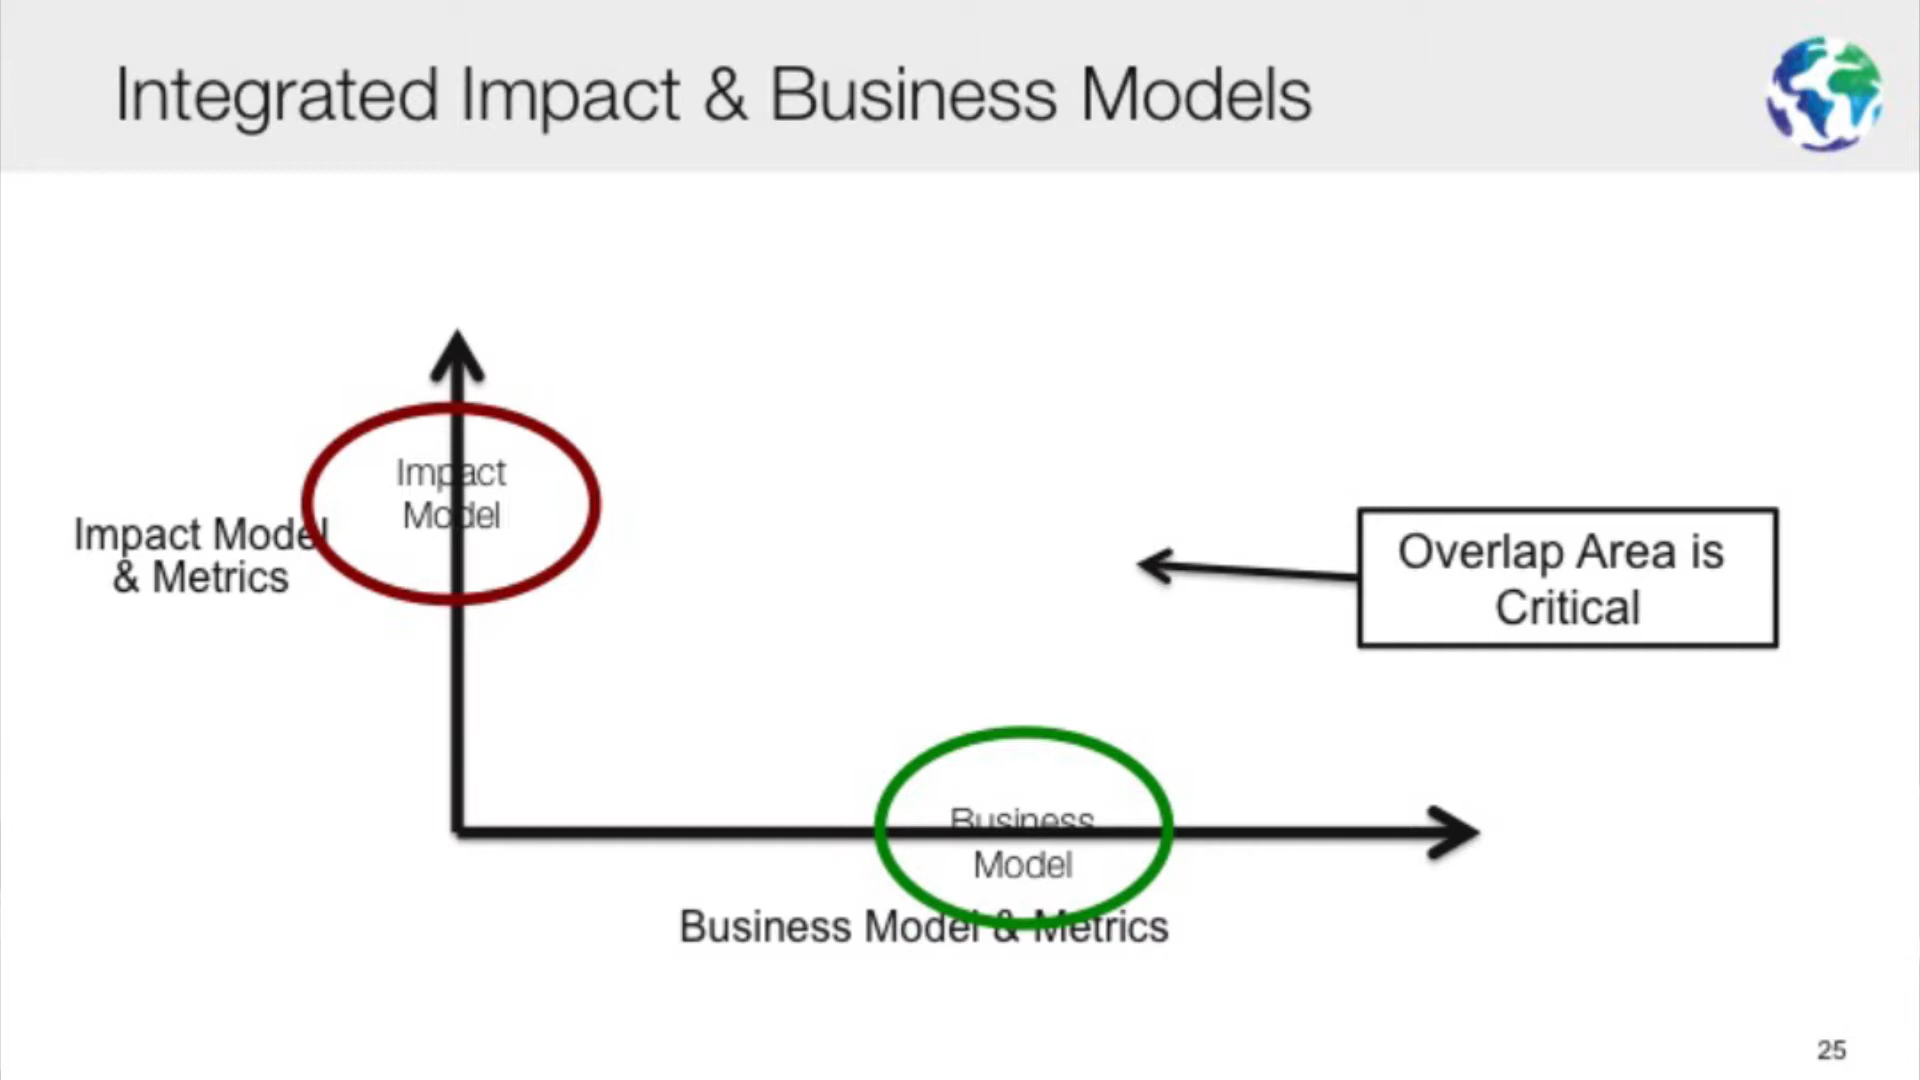 Integrated Impact & Business Models
Impact
Model
Impact Model
& Metrics
Overlap Area is
Critical
Business
Model
Business Model & Metrics
25